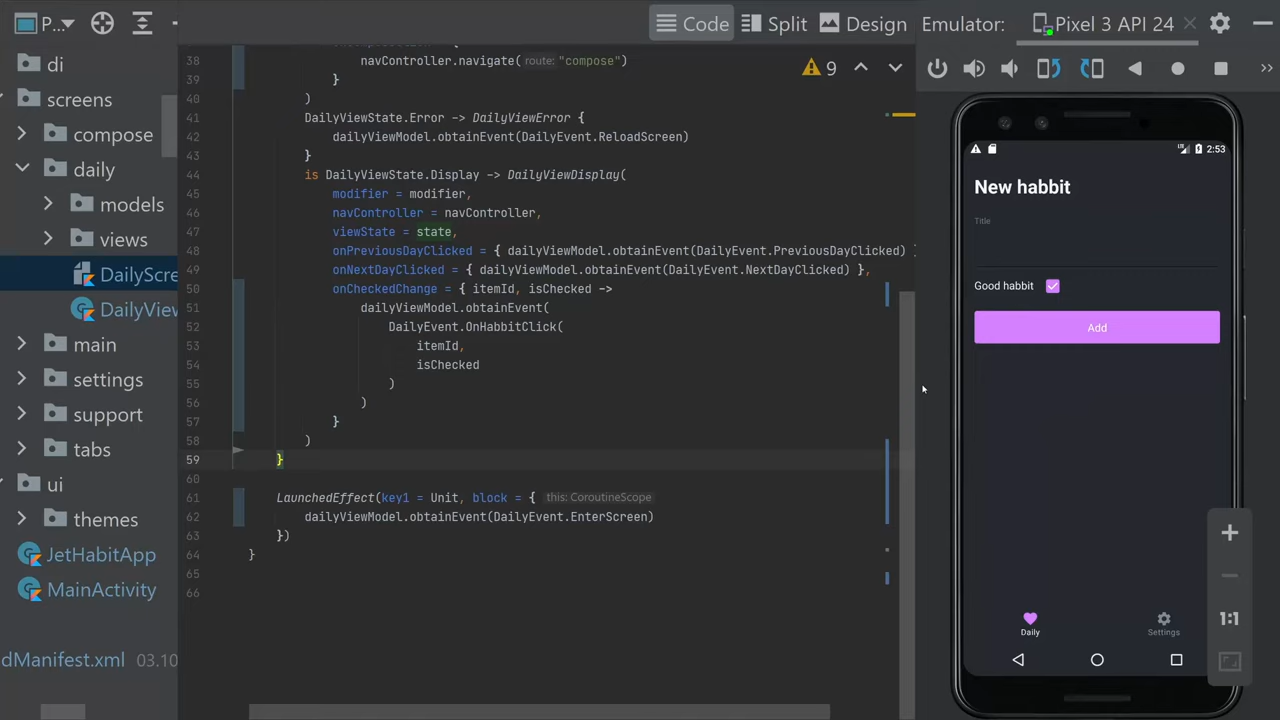 P...
Code
Split
Design
Emulator:
Pixel 3 API 24
di
screens
compose
daily
models
views
DailyScre
DailyView
main
settings
support
tabs
ui
themes
JetHabitApp
MainActivity
dManifest.xml 03.10
9
38 navController.navigate( route: "compose")
39 }
40 )
41 DailyViewState.Error -> DailyViewError {
42 dailyViewModel.obtainEvent(DailyEvent.ReloadScreen)
43 }
44 is DailyViewState.Display -> DailyViewDisplay(
45 modifier = modifier,
46 navController = navController,
47 viewState = state,
48 onPreviousDayClicked = { dailyViewModel.obtainEvent(DailyEvent.PreviousDayClicked) }
49 onNextDayClicked = { dailyViewModel.obtainEvent(DailyEvent.NextDayClicked) },
50 onCheckedChange = { itemId, isChecked ->
51 dailyViewModel.obtainEvent(
52 DailyEvent.OnHabbitClick(
53 itemId,
54 isChecked
55 )
56 )
57 }
58 )
59 }
60
61 LaunchedEffect(key1 = Unit, block = { this: CoroutineScope
62 dailyViewModel.obtainEvent(DailyEvent.EnterScreen)
63 })
64 }
65
66
LTE 2:53
New habbit
Title
Good habbit
Add
Daily
Settings
1:1